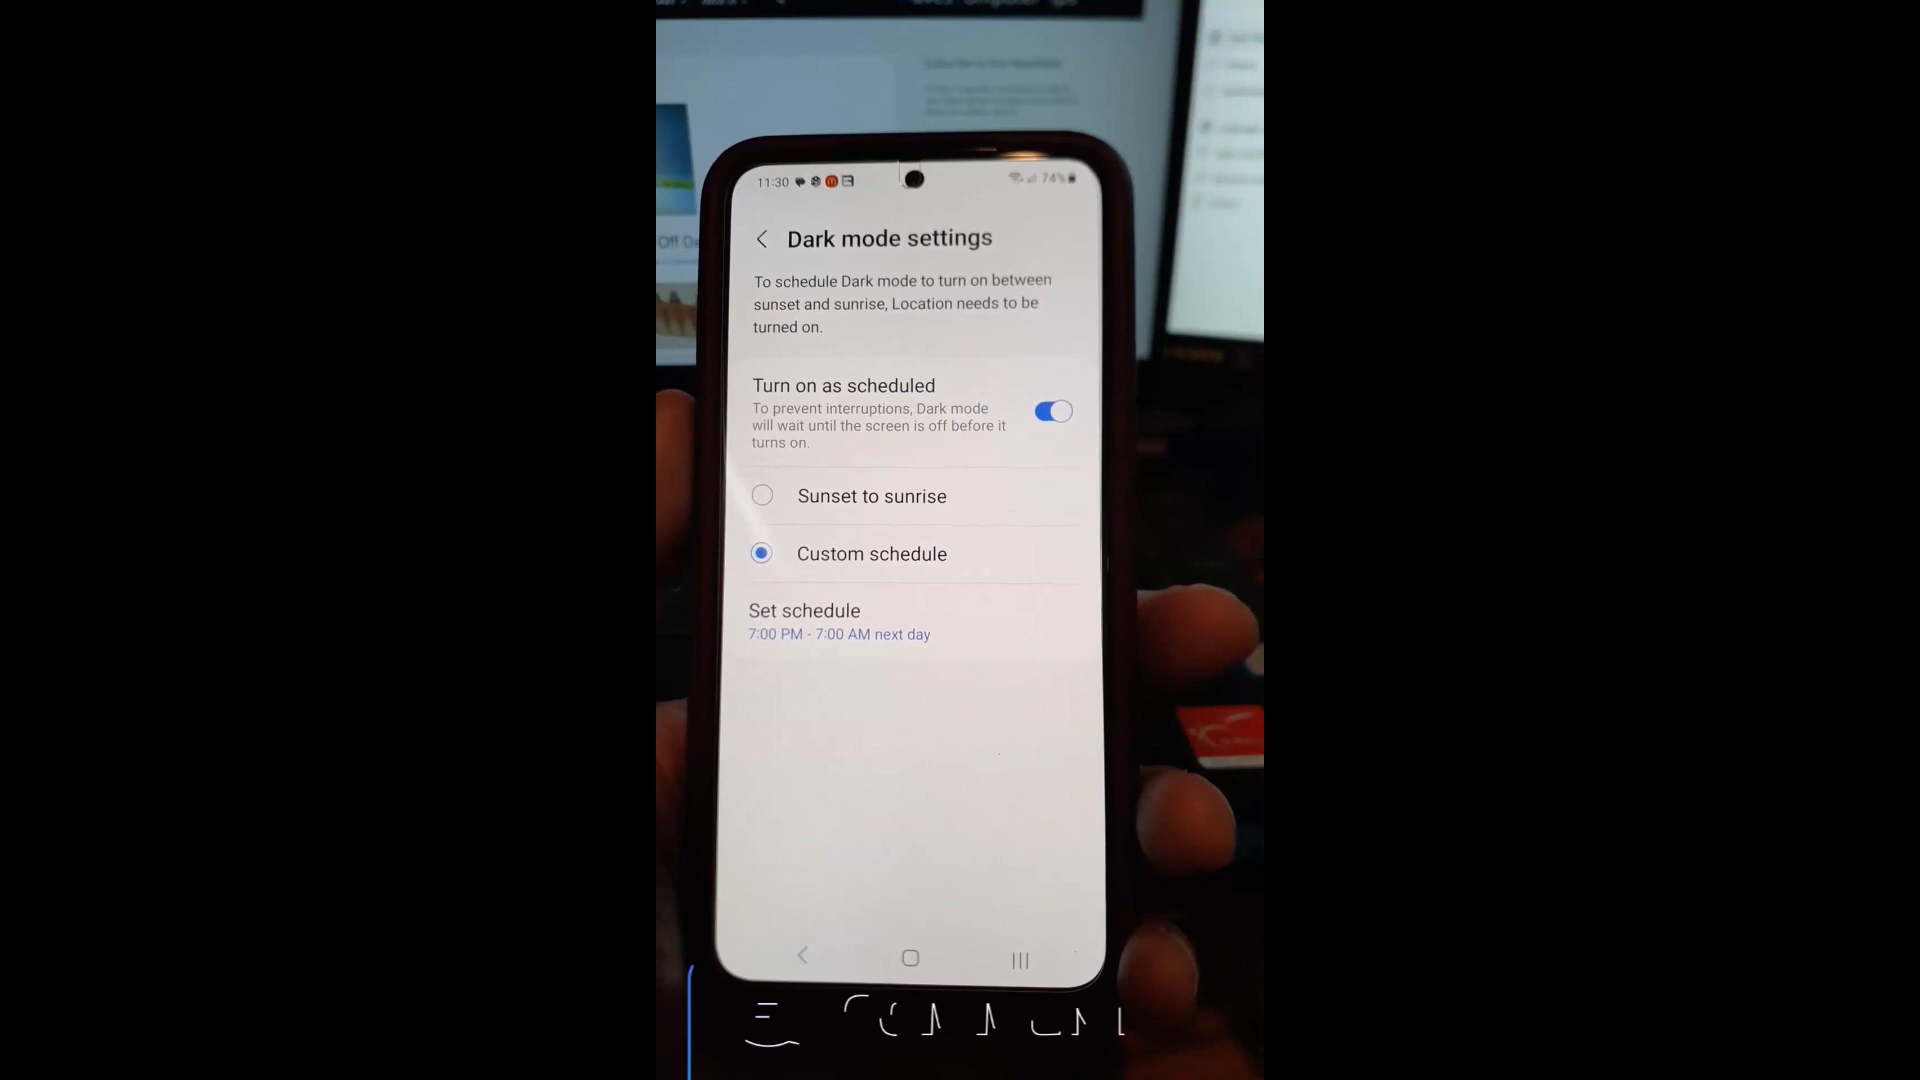 11:30
74%
Dark mode settings
To schedule Dark mode to turn on between
sunset and sunrise, Location needs to be
turned on.
Turn on as scheduled
To prevent interruptions, Dark mode
will wait until the screen is off before it
turns on.
Sunset to sunrise
Custom schedule
Set schedule
7:00 PM - 7:00 AM next day